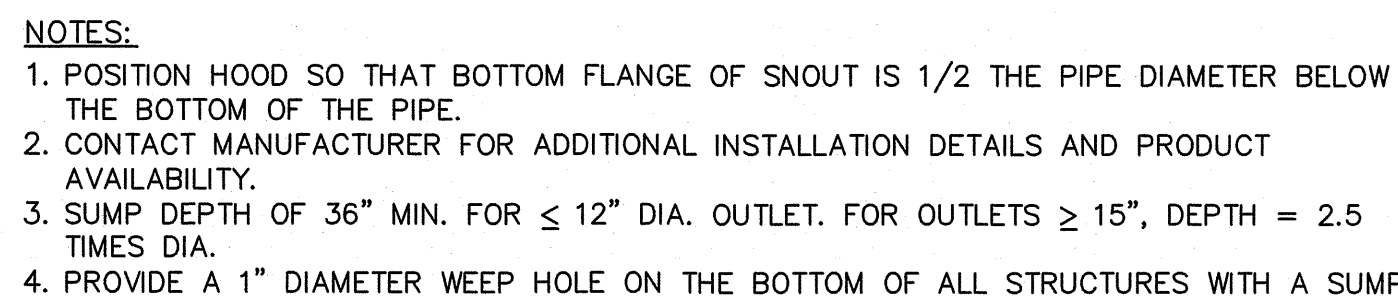 NOTES:
1. POSITION HOOD SO THAT BOTTOM FLANGE OF SNOUT IS 1/2 THE PIPE DIAMETER BELOW
THE BOTTOM OF THE PIPE.
2. CONTACT MANUFACTURER FOR ADDITIONAL INSTALLATION DETAILS AND PRODUCT
AVAILABILITY.
3. SUMP DEPTH OF 36" MIN. FOR ≤ 12" DIA. OUTLET. FOR OUTLETS ≥ 15", DEPTH = 2.5
TIMES DIA.
4. PROVIDE A 1" DIAMETER WEEP HOLE ON THE BOTTOM OF ALL STRUCTURES WITH A SUMP